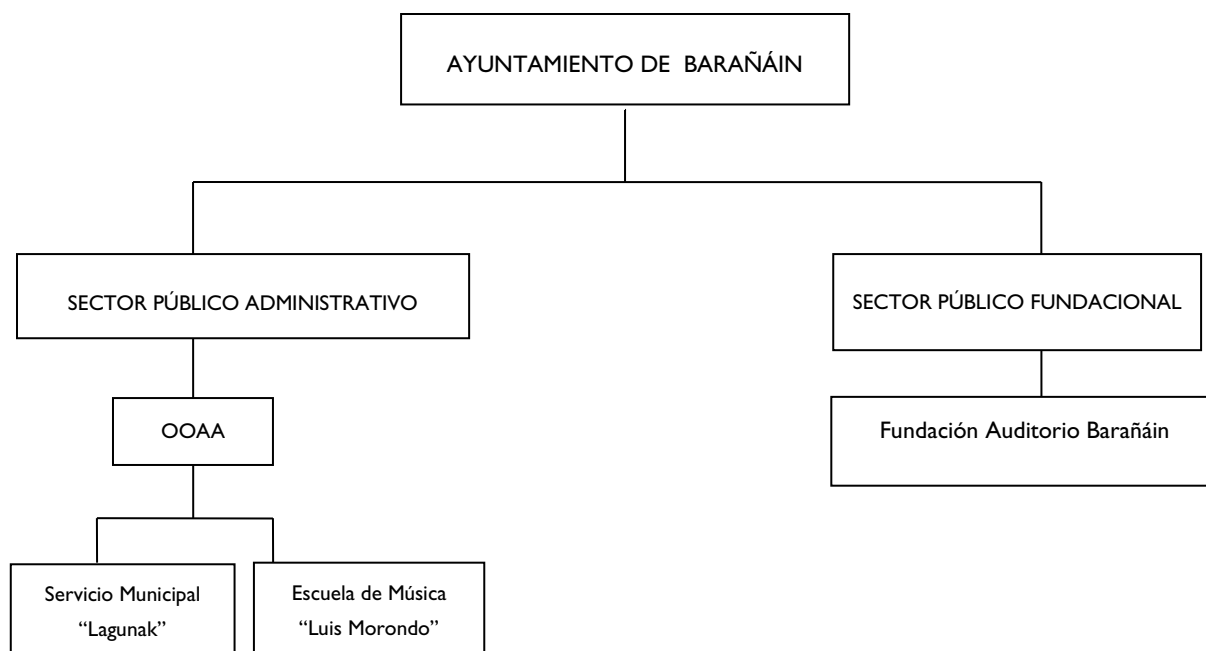 AYUNTAMIENTO DE BARAÑÁIN
SECTOR PÚBLICO ADMINISTRATIVO
SECTOR PÚBLICO FUNDACIONAL
OOAA
Fundación Auditorio Barañáin
Servicio Municipal
“Lagunak”
Escuela de Música
“Luis Morondo”